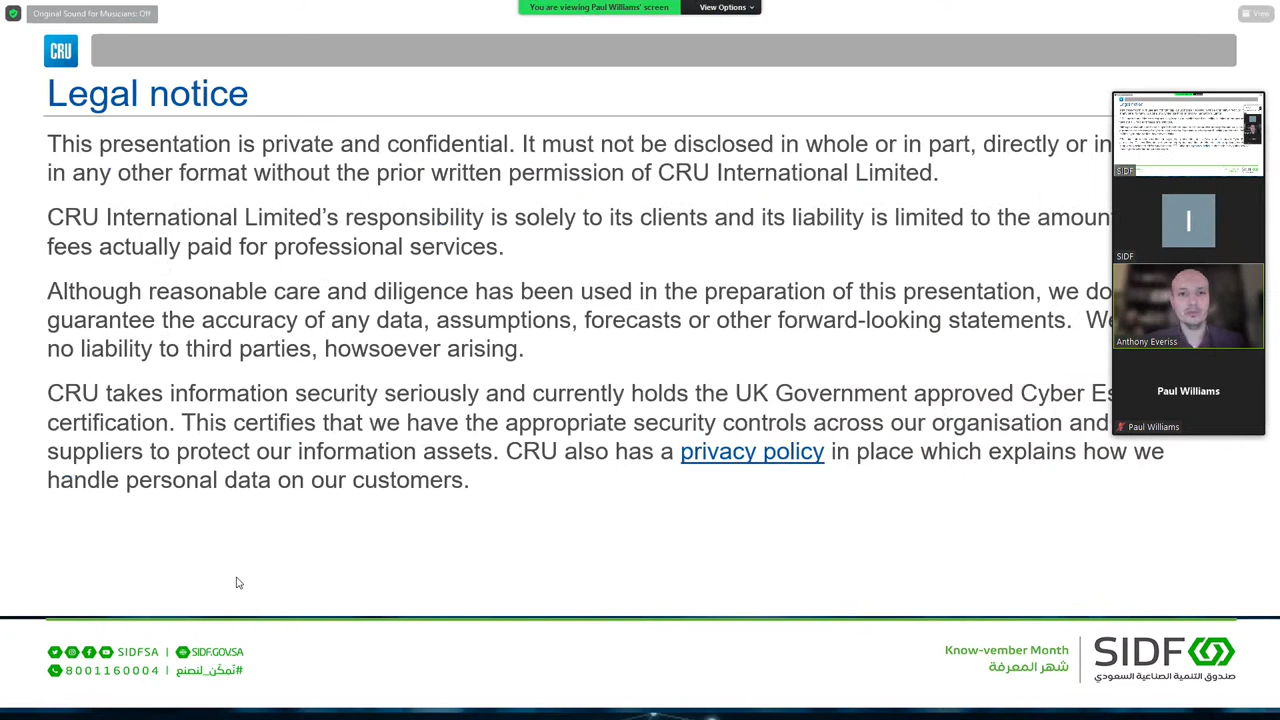 Original Sound for Musicians: Off
You are viewing Paul Williams' screen
View Options
View
CRU
Legal notice
This presentation is private and confidential. It must not be disclosed in whole or in part, directly or in
in any other format without the prior written permission of CRU International Limited.
CRU International Limited's responsibility is solely to its clients and its liability is limited to the amoun
fees actually paid for professional services.
Although reasonable care and diligence has been used in the preparation of this presentation, we do
guarantee the accuracy of any data, assumptions, forecasts or other forward-looking statements. We
no liability to third parties, howsoever arising.
CRU takes information security seriously and currently holds the UK Government approved Cyber Es
certification. This certifies that we have the appropriate security controls across our organisation and
suppliers to protect our information assets. CRU also has a privacy policy in place which explains how we
handle personal data on our customers.
SIDF
I
SIDF
Anthony Everiss
Paul Williams
Paul Williams
SIDFSA | SIDF.GOV.SA
8001160004 | #نُمكّن_لنصنع
Know-vember Month
شهر المعرفة
SIDF
صندوق التنمية الصناعية السعودي